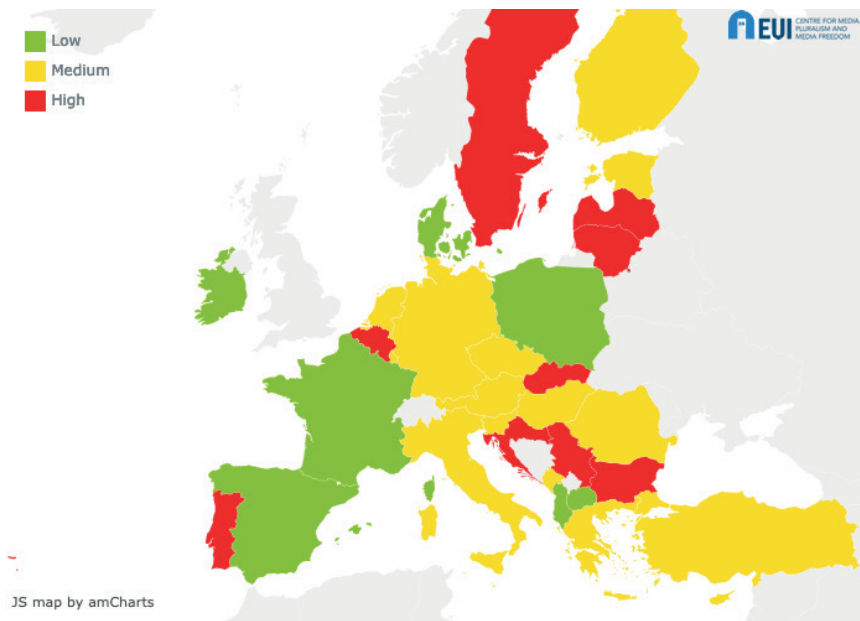 Low
Medium
High
EUI
CENTRE FOR MEDIA
PLURALISM AND
MEDIA FREEDOM
JS map by amCharts